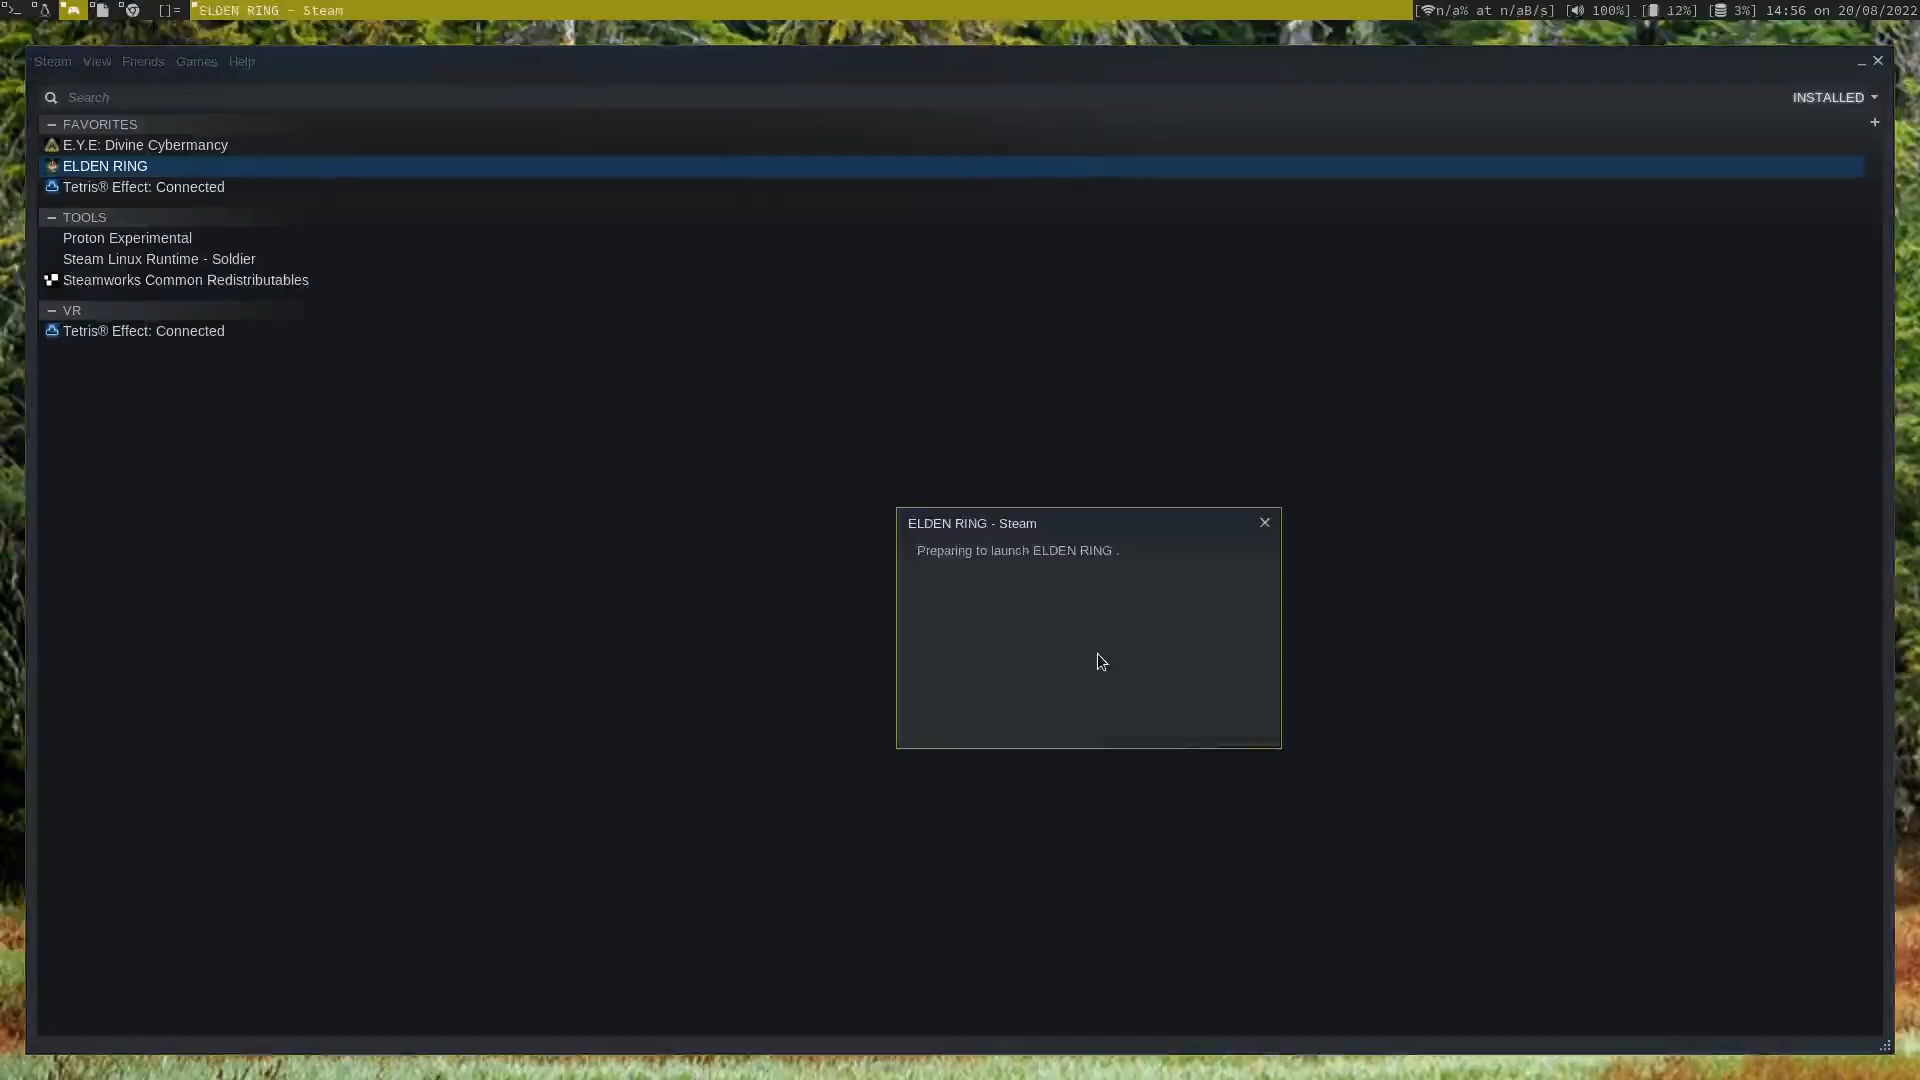 []= ELDEN RING - Steam [n/a% at n/aB/s] [100%] [12%] [3%] 14:56 on 20/08/2022
Steam View Friends Games Help
Search INSTALLED
− FAVORITES +
E.Y.E: Divine Cybermancy
ELDEN RING
Tetris® Effect: Connected
− TOOLS
Proton Experimental
Steam Linux Runtime - Soldier
Steamworks Common Redistributables
− VR
Tetris® Effect: Connected
ELDEN RING - Steam
Preparing to launch ELDEN RING .